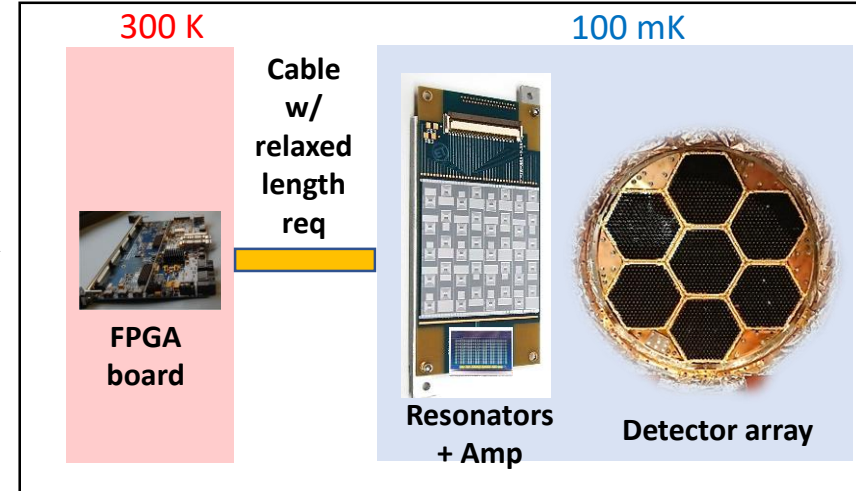 300 K
100 mK
Cable
w/
relaxed
length
req
FPGA
board
Resonators
+ Amp
Detector array